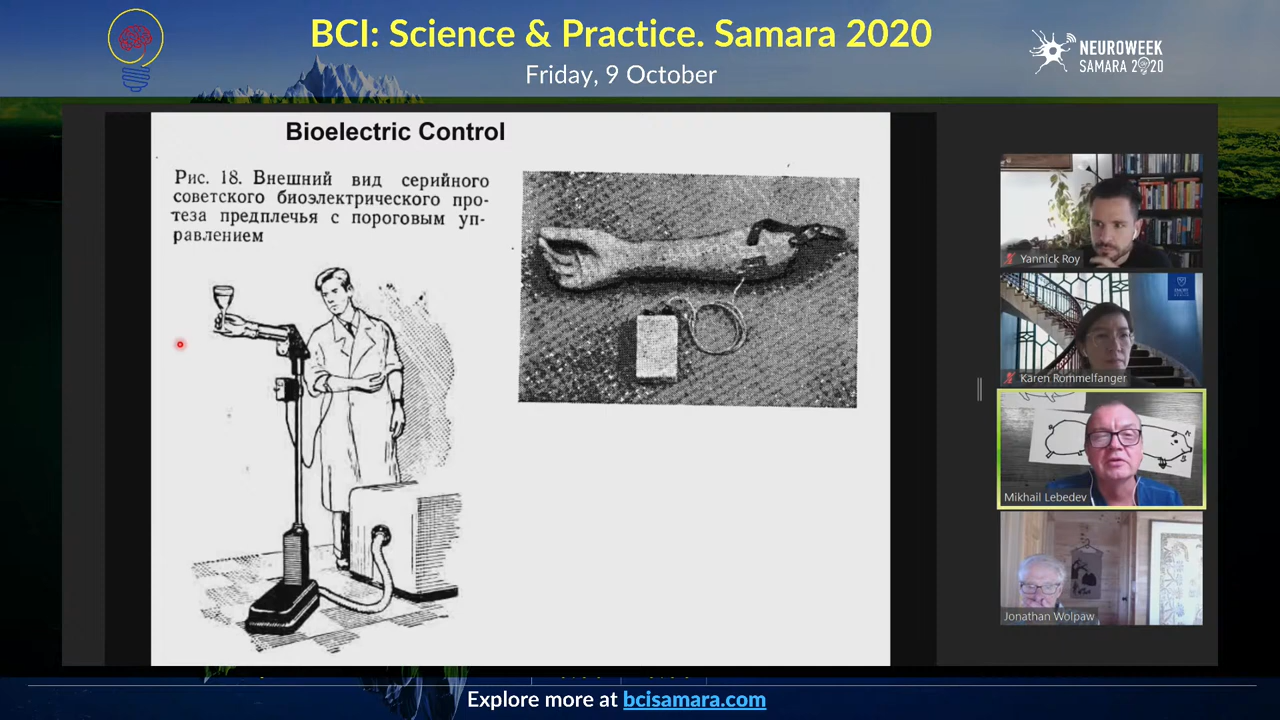 BCI: Science & Practice. Samara 2020
Friday, 9 October
NEUROWEEK
SAMARA 2020
Bioelectric Control
Рис. 18. Внешний вид серийного
советского биоэлектрического про-
теза предплечья с пороговым уп-
равлением
Yannick Roy
EMORY
Karen Rommelfanger
Mikhail Lebedev
Jonathan Wolpaw
Explore more at bcisamara.com